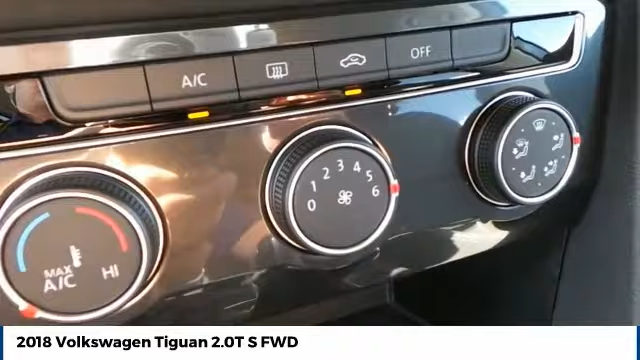 A/C
OFF
0 1 2 3 4 5 6
MAX
A/C
HI
2018 Volkswagen Tiguan 2.0T S FWD